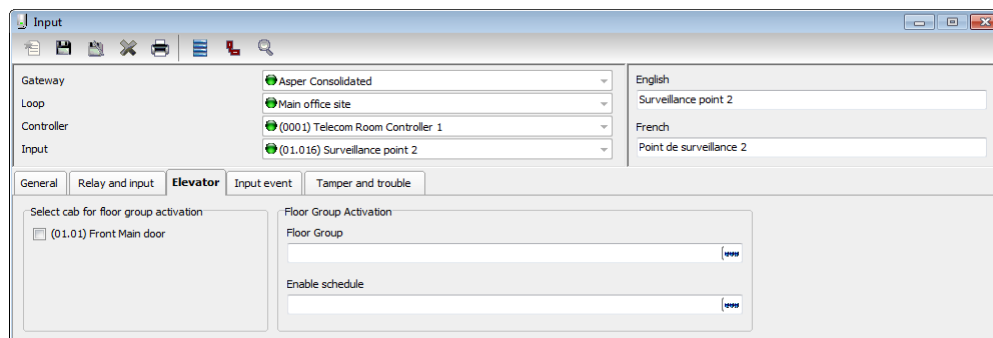 Input
Gateway
Asper Consolidated
Loop
Main office site
Controller
(0001) Telecom Room Controller 1
Input
(01.016) Surveillance point 2
English
Surveillance point 2
French
Point de surveillance 2
General Relay and input Elevator Input event Tamper and trouble
Select cab for floor group activation
(01.01) Front Main door
Floor Group Activation
Floor Group
Enable schedule